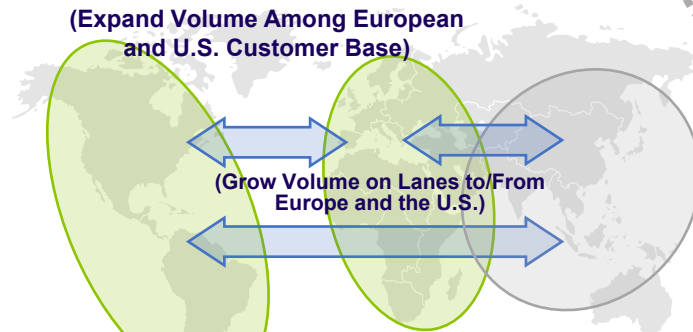 (Expand Volume Among European
and U.S. Customer Base)
(Grow Volume on Lanes to/From
Europe and the U.S.)